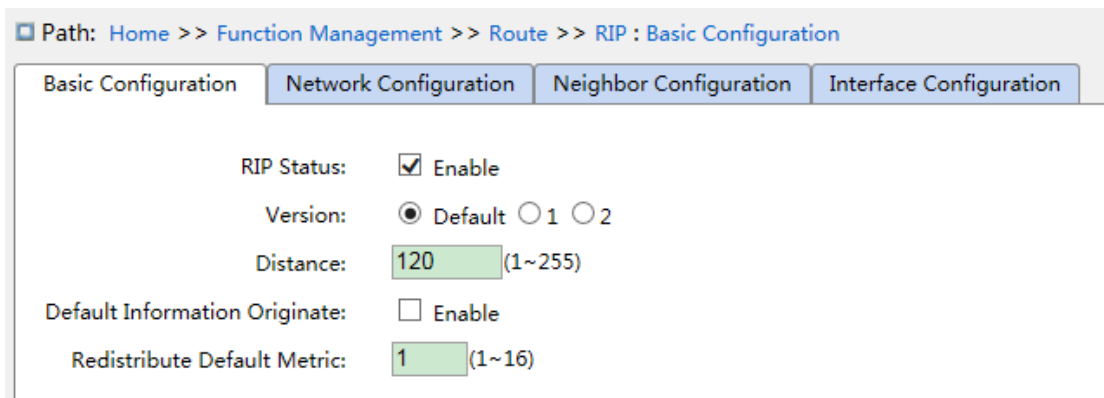 Path: Home >> Function Management >> Route >> RIP : Basic Configuration
Basic Configuration Network Configuration Neighbor Configuration Interface Configuration
RIP Status: Enable
Version: Default 1 2
Distance: 120 (1~255)
Default Information Originate: Enable
Redistribute Default Metric: 1 (1~16)